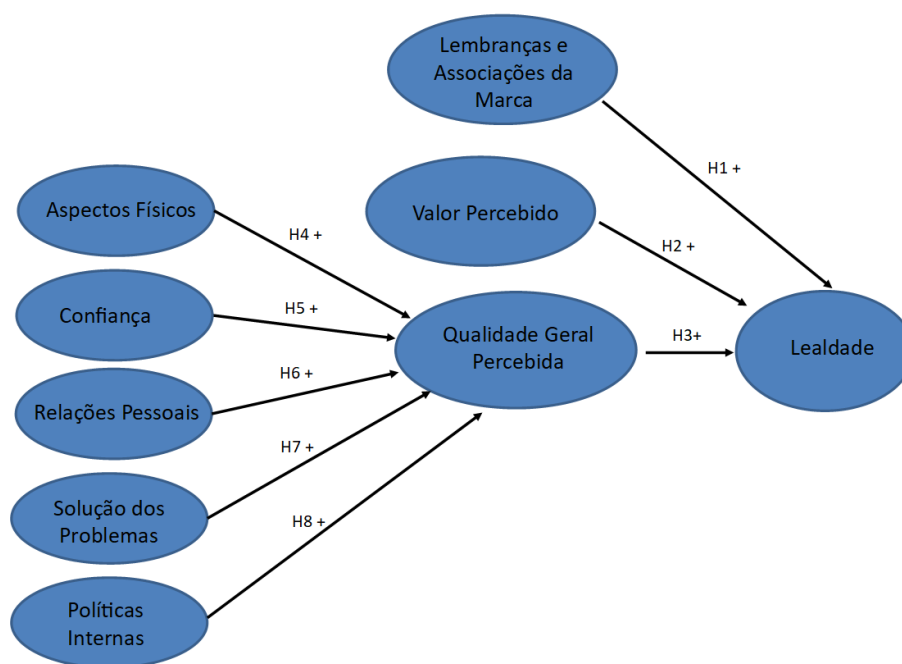 Lembranças e
Associações da
Marca
H1 +
Aspectos Físicos
Valor Percebido
H4 +
H2 +
Confiança
H5 +
Qualidade Geral
Percebida
H3+
Lealdade
H6 +
Relações Pessoais
H7 +
Solução dos
Problemas
H8 +
Políticas
Internas